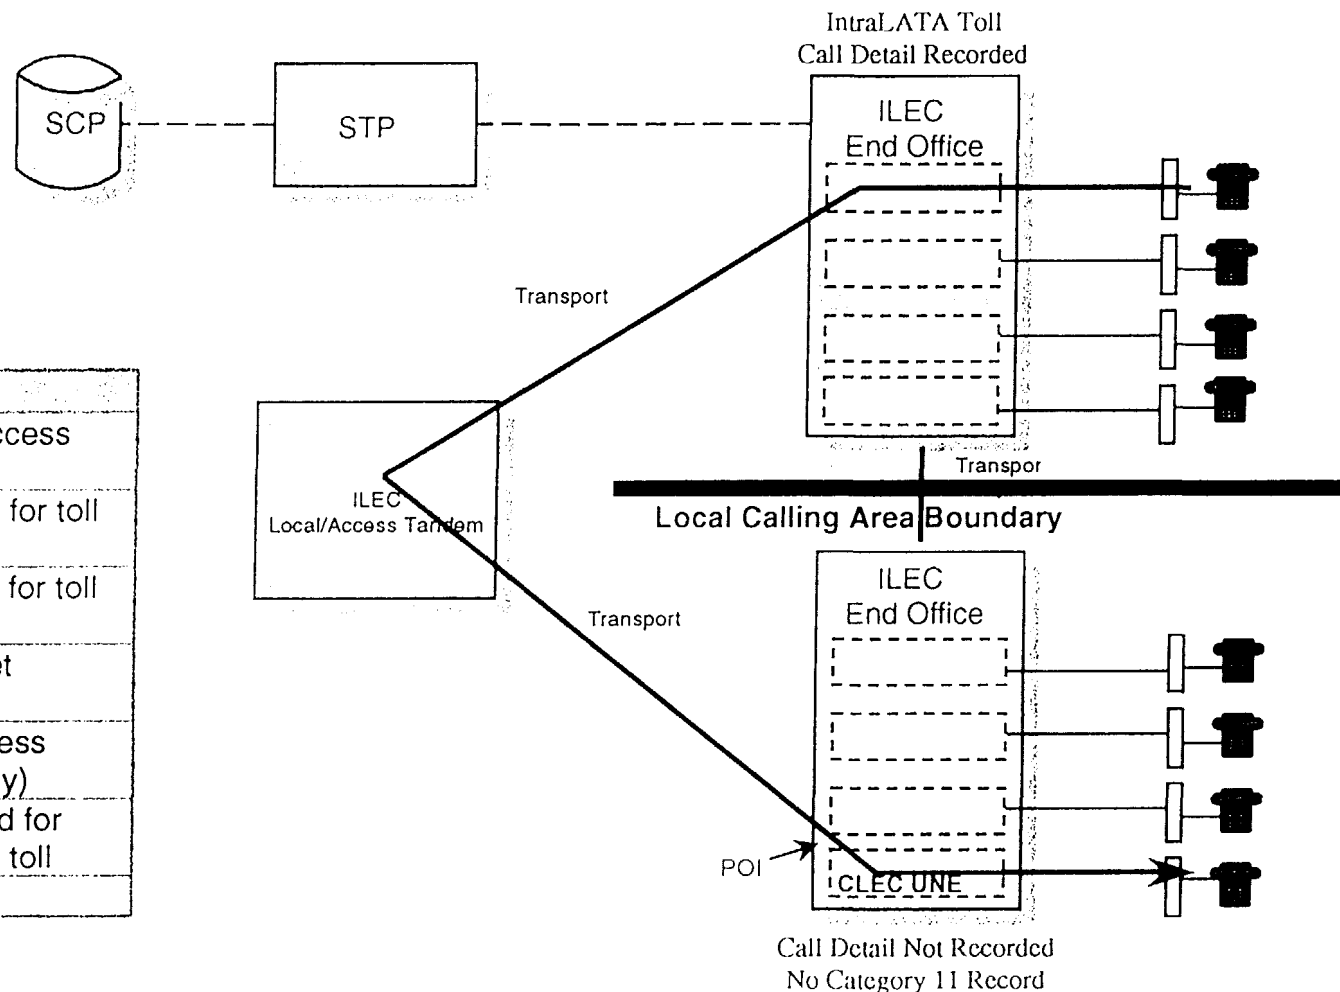 IntraLATA Toll
Call Detail Recorded
SCP
STP
ILEC
End Office
Transport
ILEC
Local/Access Tandem
Transpor
Local Calling Area Boundary
ILEC
End Office
Transport
POI
CLEC UNE
Call Detail Not Recorded
No Category 11 Record
ccess
for toll
for toll
et
ess
y)
d for
toll